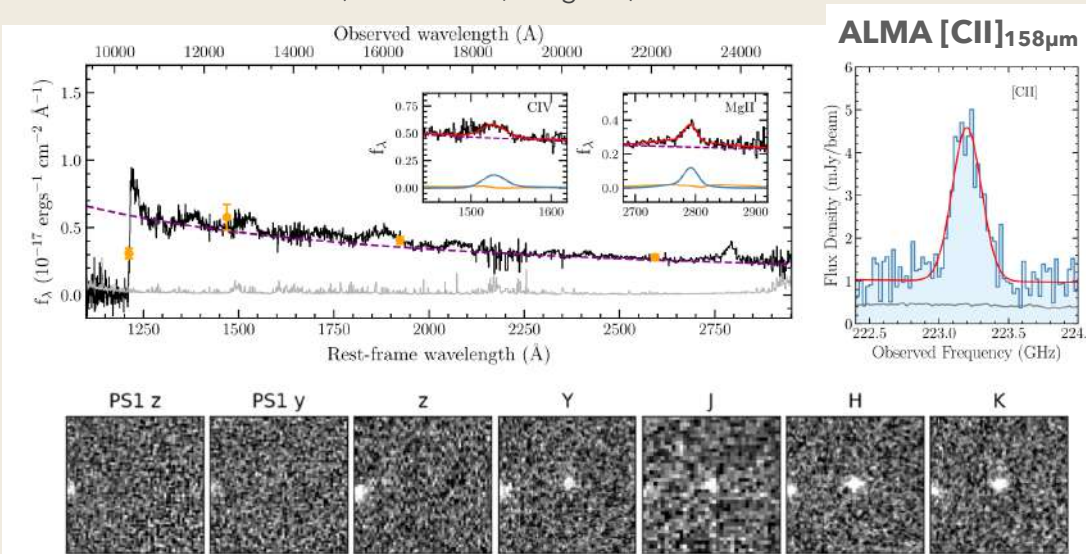 ALMA [CII]158μm
Observed wavelength (Å)
10000 12000 14000 16000 18000 20000 22000 24000
1.5
1.0
0.5
0.0
fλ (10⁻¹⁷ ergs⁻¹ cm⁻² Å⁻¹)
CIV
0.75
0.50
0.25
0.00
fλ
1500 1600
MgII
0.4
0.2
0.0
fλ
2700 2800 2900
1250 1500 1750 2000 2250 2500 2750
Rest-frame wavelength (Å)
[CII]
6
5
4
3
2
1
0
Flux Density (mJy/beam)
222.5 223.0 223.5 224.
Observed Frequency (GHz)
PS1 z PS1 y z Y J H K